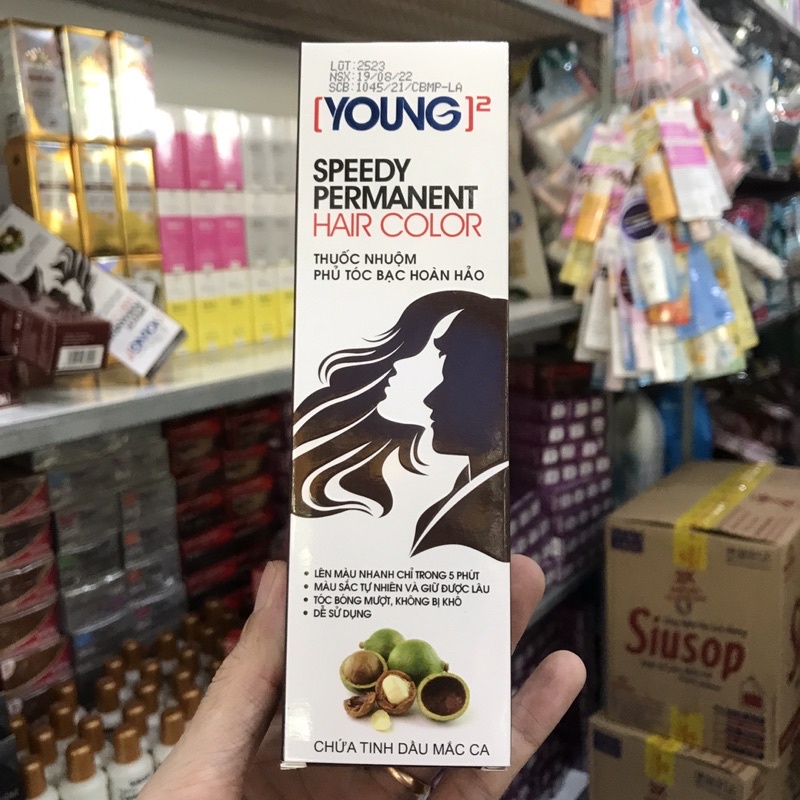 LOT:2523
NSX:19/08/22
SCB:1045/21/CBMP-LA
[YOUNG]²
SPEEDY
PERMANENT
HAIR COLOR
THUỐC NHUỘM
PHỦ TÓC BẠC HOÀN HẢO
• LÊN MÀU NHANH CHỈ TRONG 5 PHÚT
• MÀU SẮC TỰ NHIÊN VÀ GIỮ ĐƯỢC LÂU
• TÓC BÓNG MƯỢT, KHÔNG BỊ KHÔ
• DỄ SỬ DỤNG
CHỨA TINH DẦU MẮC CA
Siusop